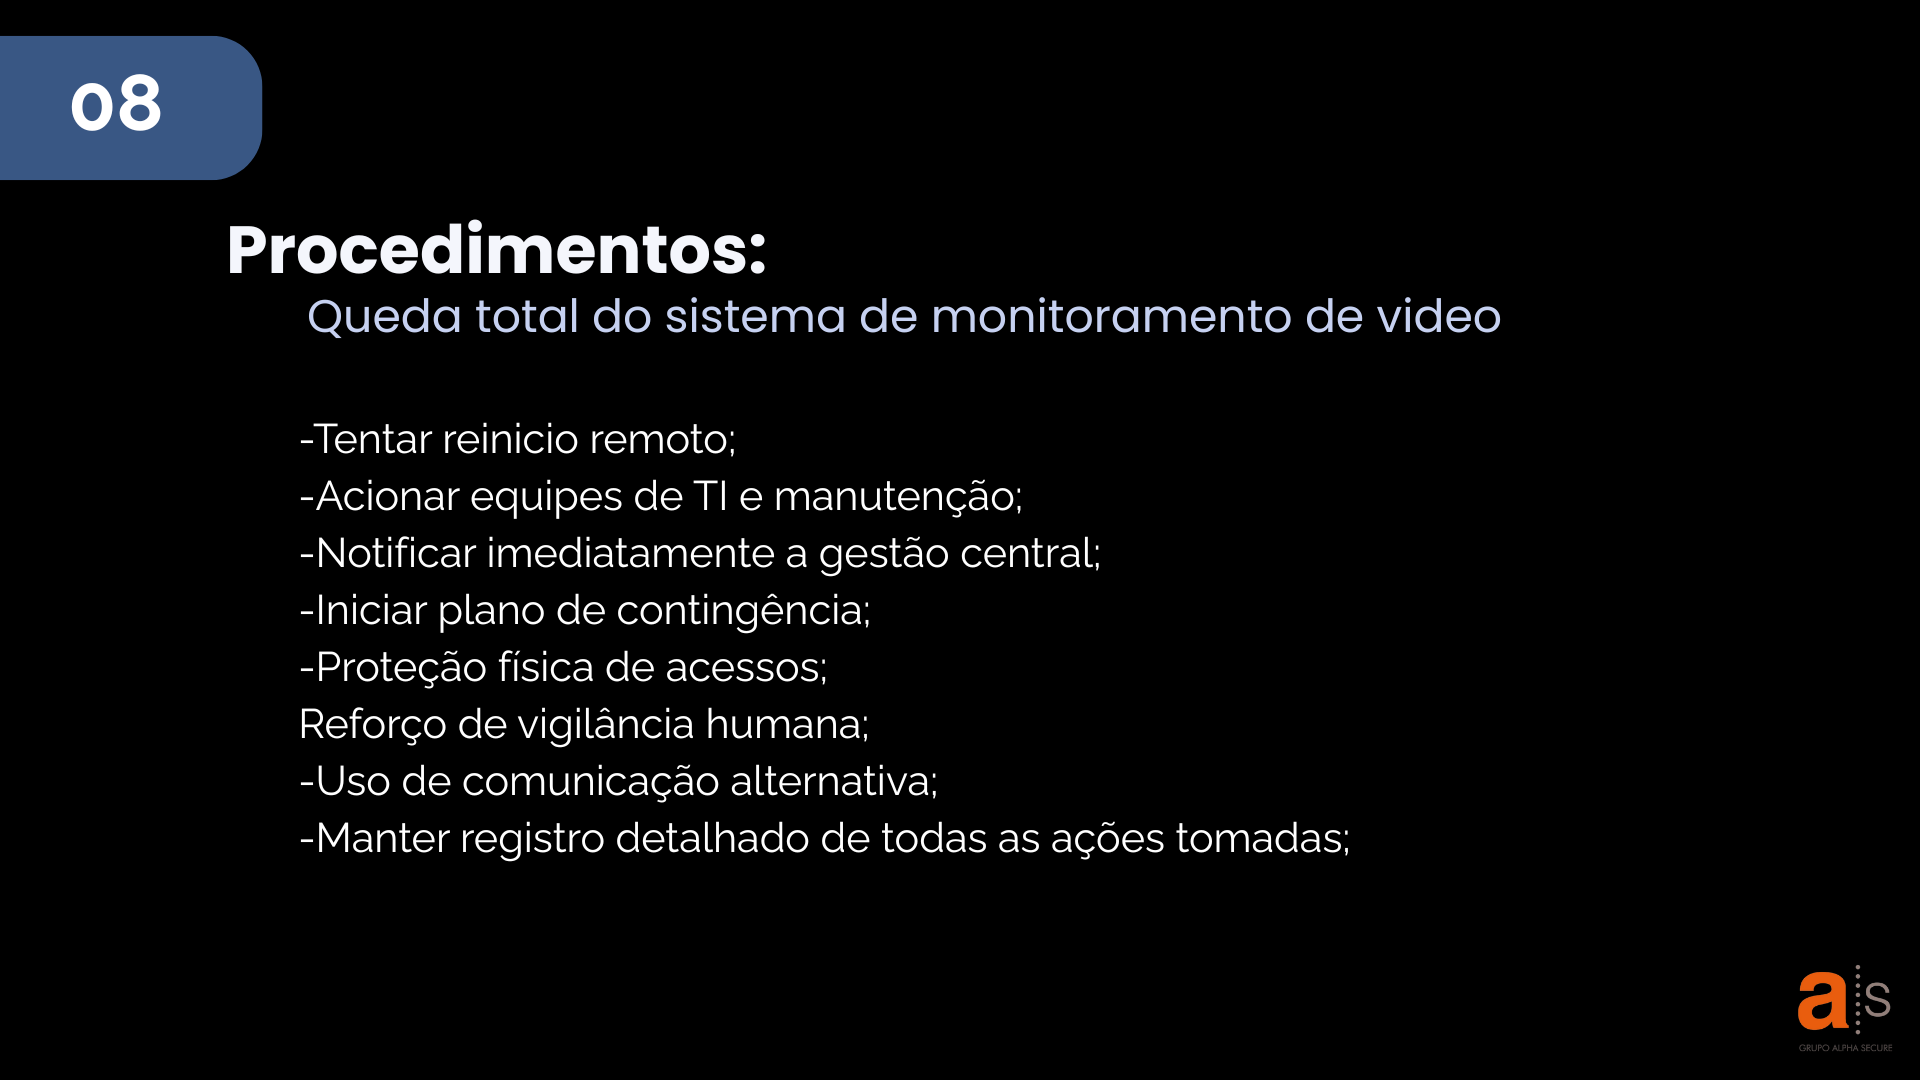 08
Procedimentos:
Queda total do sistema de monitoramento de video
-Tentar reinicio remoto;
-Acionar equipes de TI e manutenção;
-Notificar imediatamente a gestão central;
-Iniciar plano de contingência;
-Proteção física de acessos;
Reforço de vigilância humana;
-Uso de comunicação alternativa;
-Manter registro detalhado de todas as ações tomadas;
a s
GRUPO ALPHA SECURE